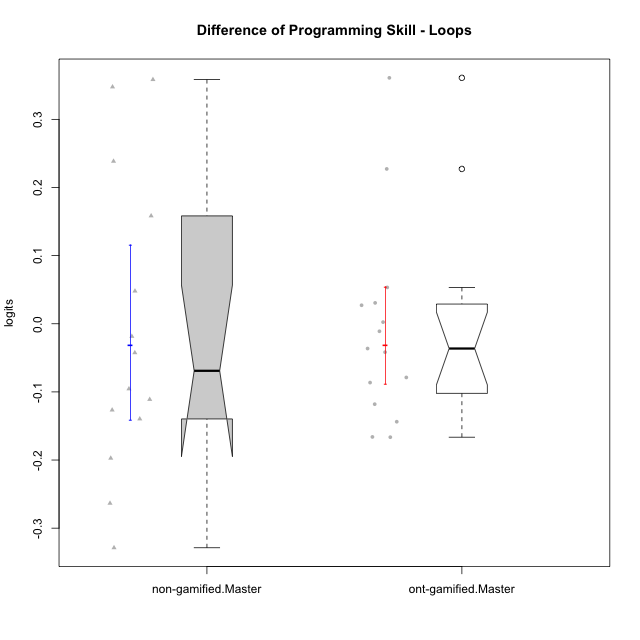 Difference of Programming Skill - Loops
logits
0.3
0.2
0.1
0.0
-0.1
-0.2
-0.3
non-gamified.Master
ont-gamified.Master